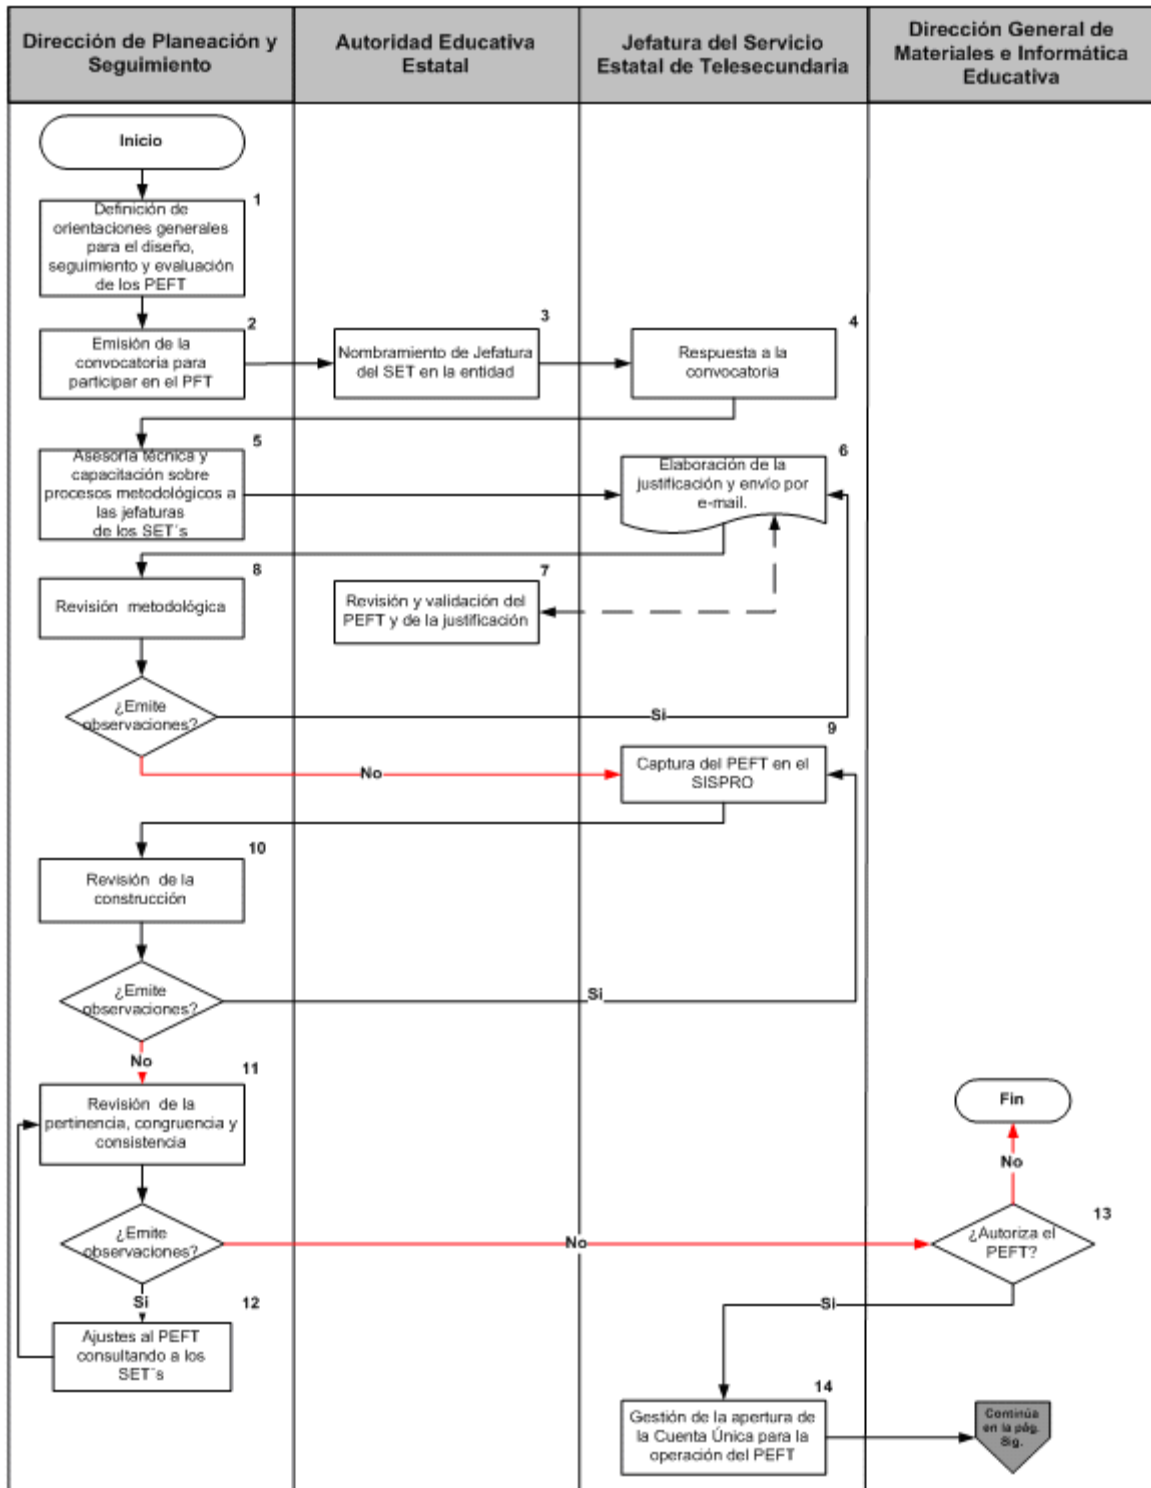 Dirección de Planeación y
Seguimiento
Autoridad Educativa
Estatal
Jefatura del Servicio
Estatal de Telesecundaria
Dirección General de
Materiales e Informática
Educativa
Inicio
1
Definición de
orientaciones generales
para el diseño,
seguimiento y evaluación
de los PEFT
2
Emisión de la
convocatoria para
participar en el PFT
3
Nombramiento de Jefatura
del SET en la entidad
4
Respuesta a la
convocatoria
5
Asesoría técnica y
capacitación sobre
procesos metodológicos a
las jefaturas
de los SET´s
6
Elaboración de la
justificación y envío por
e-mail.
7
Revisión y validación del
PEFT y de la justificación
8
Revisión metodológica
¿Emite
observaciones?
Si
No
9
Captura del PEFT en el
SISPRO
10
Revisión de la
construcción
¿Emite
observaciones?
Si
No
11
Revisión de la
pertinencia, congruencia y
consistencia
¿Emite
observaciones?
No
Si
12
Ajustes al PEFT
consultando a los
SET´s
Fin
No
13
¿Autoriza el
PEFT?
Si
14
Gestión de la apertura de
la Cuenta Única para la
operación del PEFT
Continúa
en la pág.
Sig.